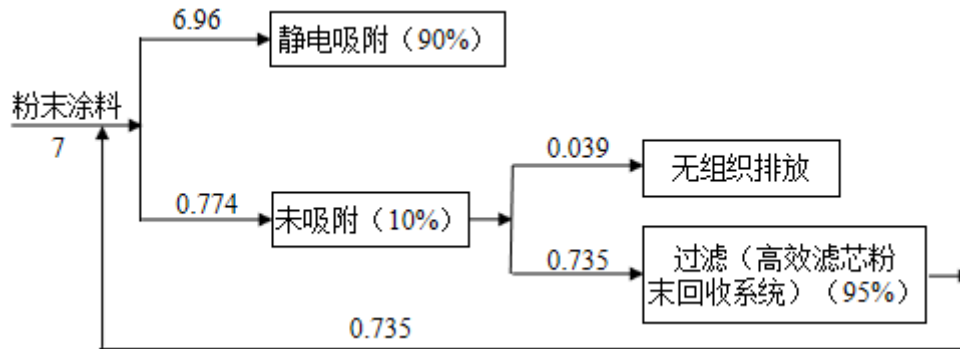 6.96
静电吸附（90%）
粉末涂料
7
0.774
未吸附（10%）
0.039
无组织排放
0.735
过滤（高效滤芯粉
末回收系统）（95%）
0.735